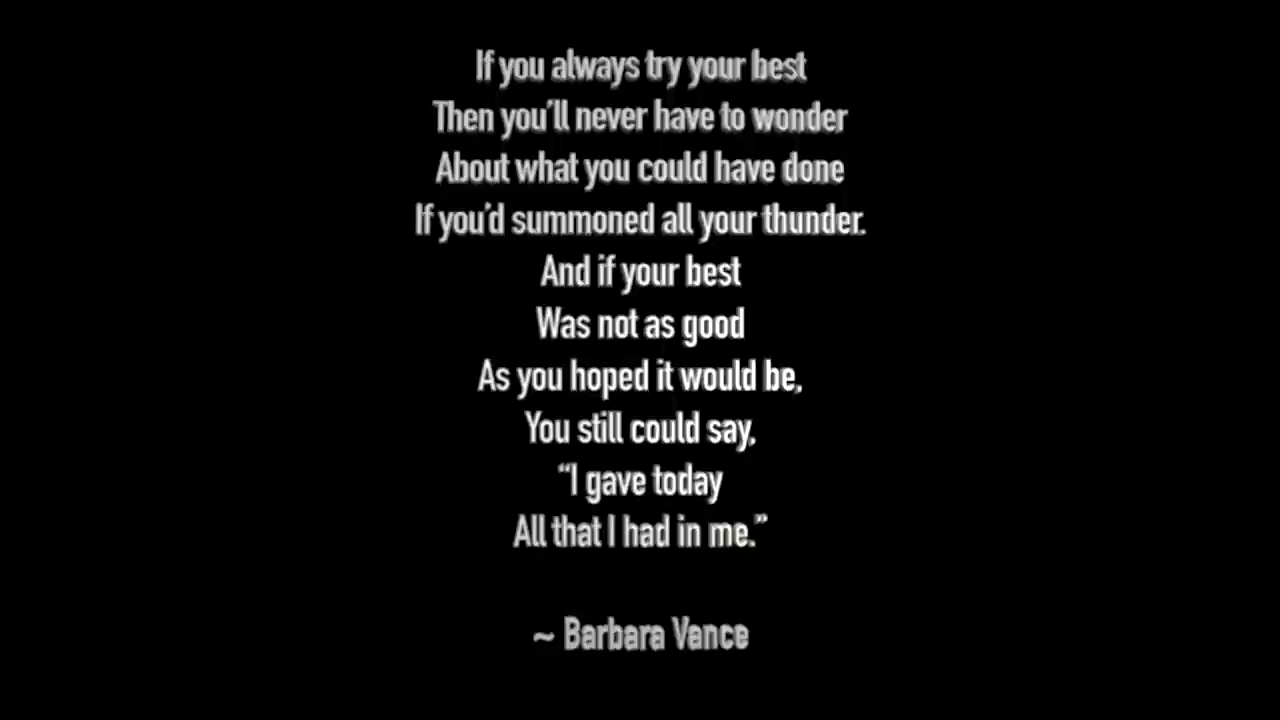 If you always try your best
Then you'll never have to wonder
About what you could have done
If you'd summoned all your thunder.
And if your best
Was not as good
As you hoped it would be,
You still could say,
“I gave today
All that I had in me.”
~ Barbara Vance